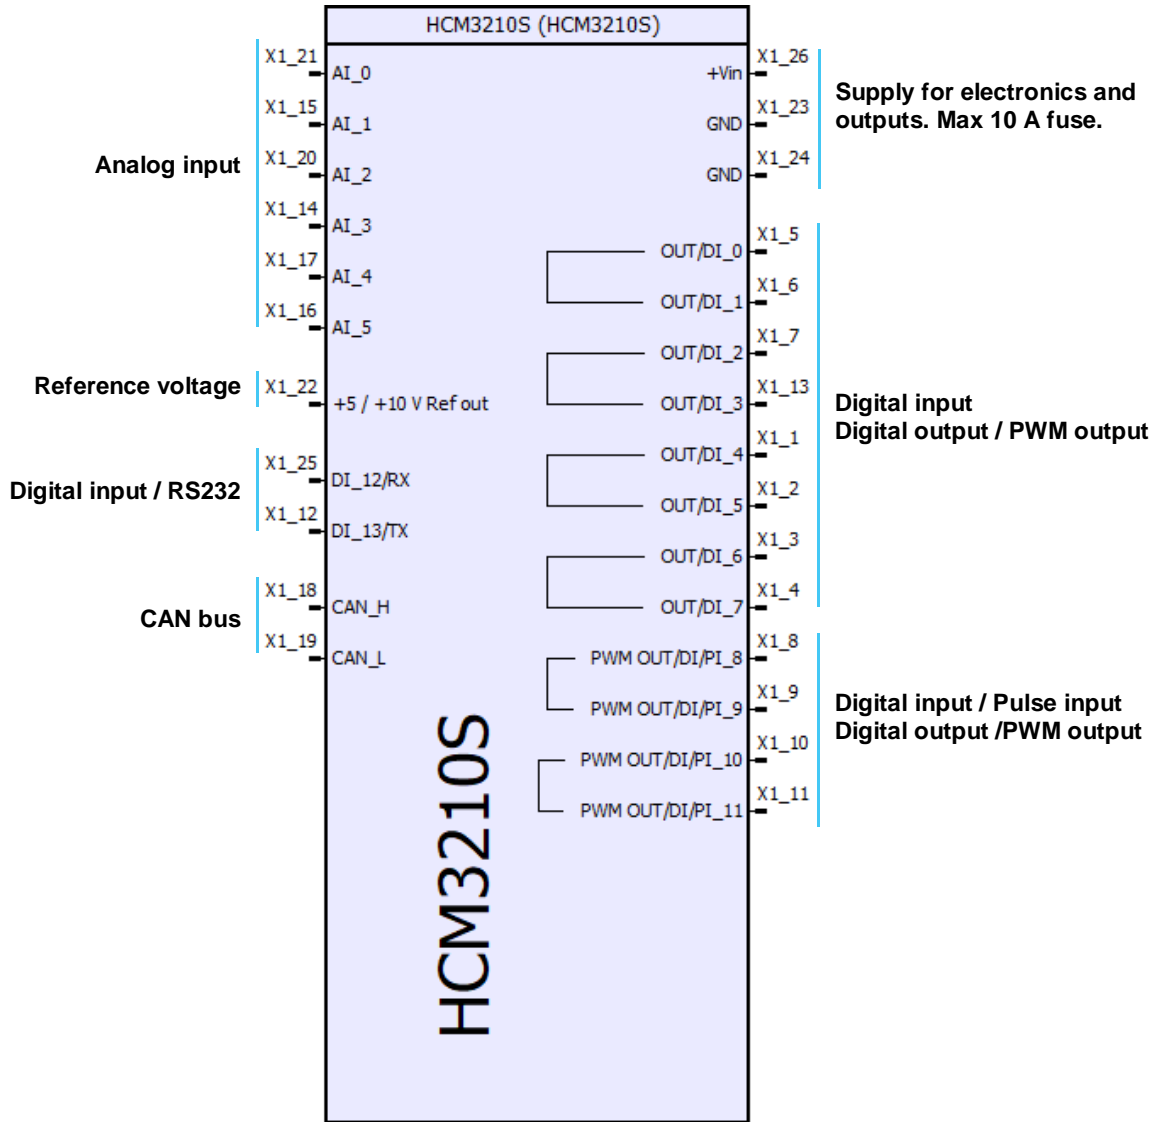 HCM3210S (HCM3210S)
Analog input
X1_21
AI_0
X1_15
AI_1
X1_20
AI_2
X1_14
AI_3
X1_17
AI_4
X1_16
AI_5
Reference voltage
X1_22
+5 / +10 V Ref out
Digital input / RS232
X1_25
DI_12/RX
X1_12
DI_13/TX
CAN bus
X1_18
CAN_H
X1_19
CAN_L
HCM3210S
+Vin
X1_26
GND
X1_23
GND
X1_24
Supply for electronics and
outputs. Max 10 A fuse.
OUT/DI_0
X1_5
OUT/DI_1
X1_6
OUT/DI_2
X1_7
OUT/DI_3
X1_13
OUT/DI_4
X1_1
OUT/DI_5
X1_2
OUT/DI_6
X1_3
OUT/DI_7
X1_4
Digital input
Digital output / PWM output
PWM OUT/DI/PI_8
X1_8
PWM OUT/DI/PI_9
X1_9
PWM OUT/DI/PI_10
X1_10
PWM OUT/DI/PI_11
X1_11
Digital input / Pulse input
Digital output /PWM output